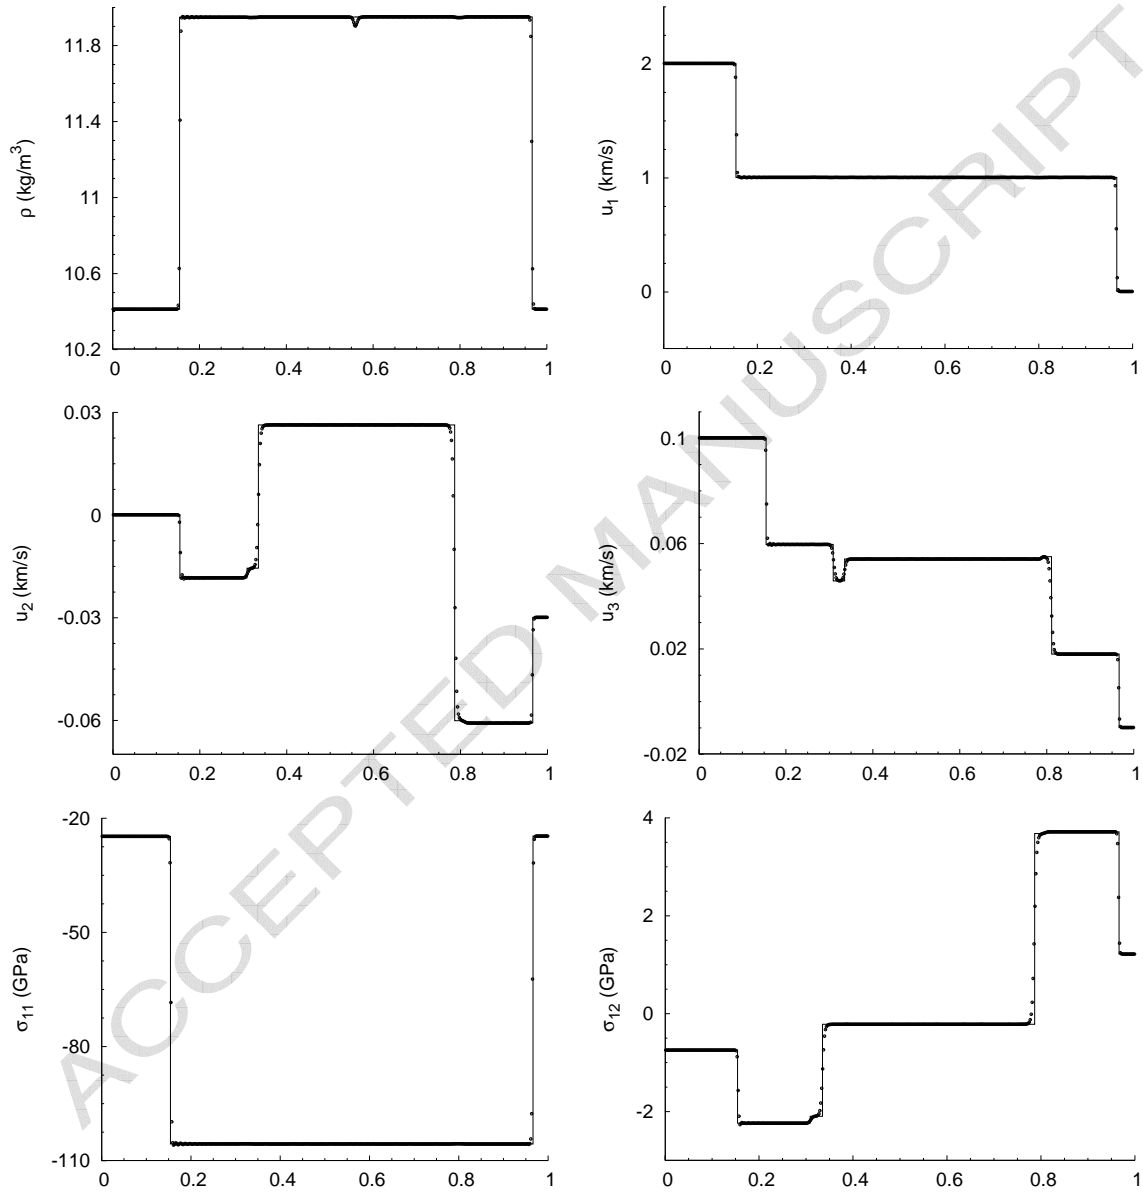 ρ (kg/m3)
11.8
11.4
11
10.6
10.2
0 0.2 0.4 0.6 0.8 1
u1 (km/s)
2
1
0
0 0.2 0.4 0.6 0.8 1
u2 (km/s)
0.03
0
-0.03
-0.06
0 0.2 0.4 0.6 0.8 1
u3 (km/s)
0.1
0.06
0.02
-0.02
0 0.2 0.4 0.6 0.8 1
σ11 (GPa)
-20
-50
-80
-110
0 0.2 0.4 0.6 0.8 1
σ12 (GPa)
4
2
0
-2
0 0.2 0.4 0.6 0.8 1
ACCEPTED MANUSCRIPT